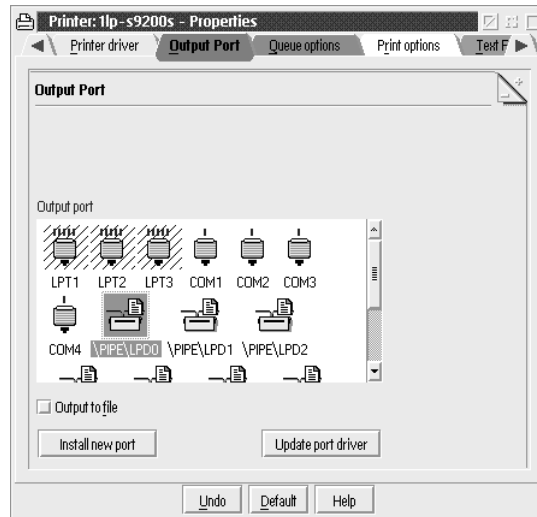 Printer: 1lp-s9200s - Properties
Printer driver Output Port Queue options Print options Text F
Output Port
Output port
LPT1 LPT2 LPT3 COM1 COM2 COM3
COM4 \PIPE\LPD0 \PIPE\LPD1 \PIPE\LPD2
Output to file
Install new port Update port driver
Undo Default Help